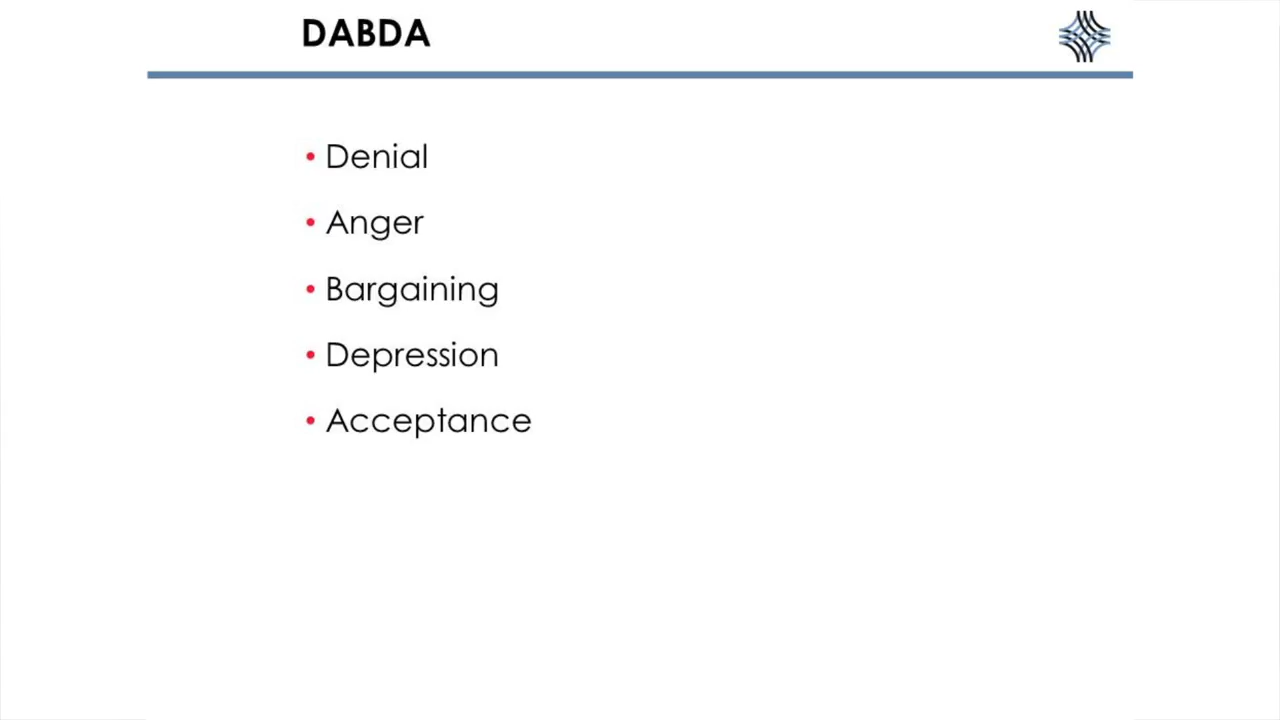 DABDA
• Denial
• Anger
• Bargaining
• Depression
• Acceptance